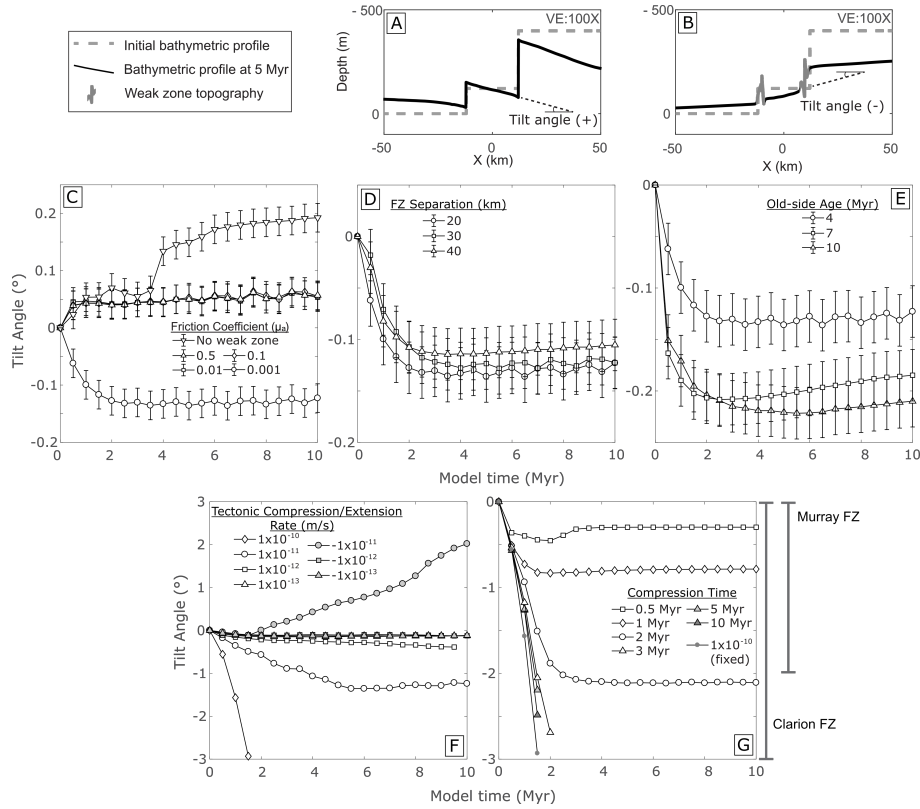 Initial bathymetric profile
Bathymetric profile at 5 Myr
Weak zone topography
A
VE:100X
- 500
0
Depth (m)
Tilt angle (+)
-50
0
50
X (km)
B
VE:100X
- 500
0
Tilt angle (-)
-50
0
50
X (km)
C
0.2
0.1
0
-0.1
-0.2
Tilt Angle (°)
Friction Coefficient (μₐ)
No weak zone
0.5
0.1
0.01
0.001
0 2 4 6 8 10
D
FZ Separation (km)
20
30
40
0
-0.1
-0.2
0 2 4 6 8 10
E
Old-side Age (Myr)
4
7
10
0
-0.1
-0.2
0 2 4 6 8 10
Model time (Myr)
Tectonic Compression/Extension
Rate (m/s)
1x10⁻¹⁰
1x10⁻¹¹
-1x10⁻¹¹
1x10⁻¹²
-1x10⁻¹²
1x10⁻¹³
-1x10⁻¹³
3
2
1
0
-1
-2
-3
Tilt Angle (°)
F
0 2 4 6 8 10
Model time (Myr)
0
-1
-2
-3
Compression Time
0.5 Myr
5 Myr
1 Myr
10 Myr
2 Myr
1x10⁻¹⁰
3 Myr
(fixed)
G
0 2 4 6 8 10
Model time (Myr)
Murray FZ
Clarion FZ